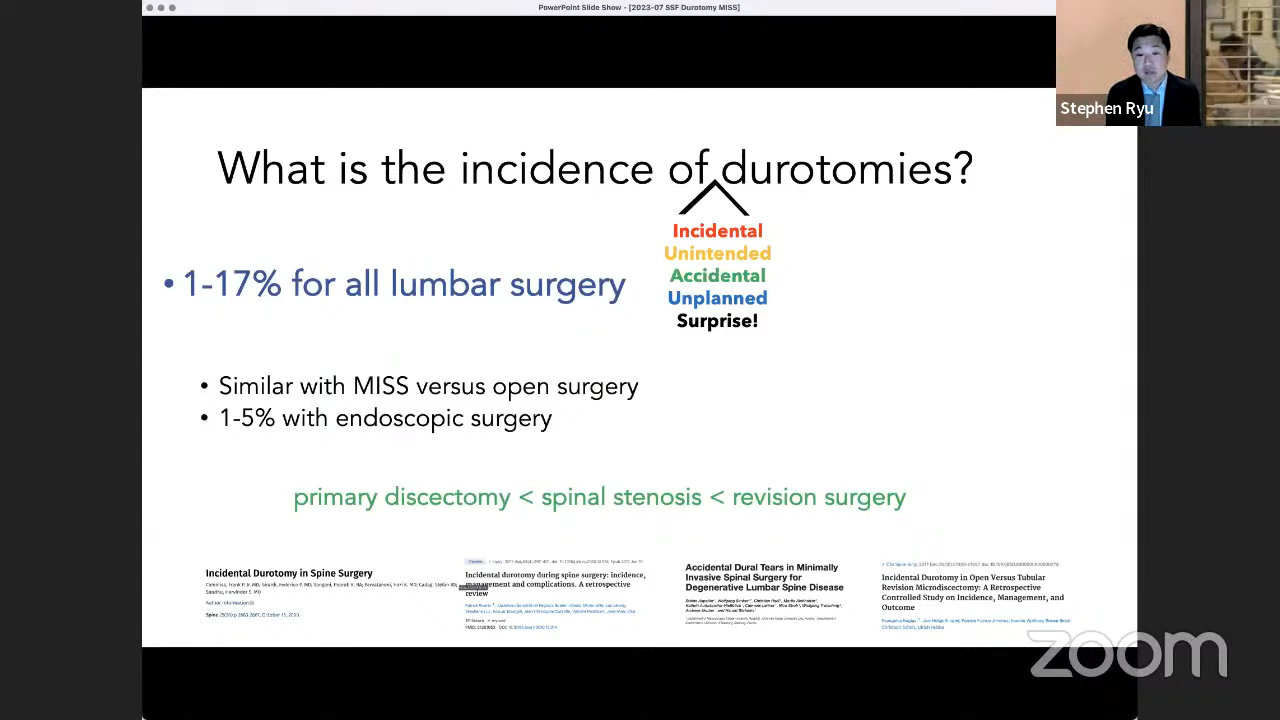 PowerPoint Slide Show - [2023-07 SSF Durotomy MISS]
Stephen Ryu
What is the incidence of durotomies?
Incidental
Unintended
Accidental
Unplanned
Surprise!
• 1-17% for all lumbar surgery
• Similar with MISS versus open surgery
• 1-5% with endoscopic surgery
primary discectomy < spinal stenosis < revision surgery
Incidental Durotomy in Spine Surgery
Incidental durotomy during spine surgery: incidence,
management and complications. A retrospective
review
Accidental Dural Tears in Minimally
Invasive Spinal Surgery for
Degenerative Lumbar Spine Disease
Incidental Durotomy in Open Versus Tubular
Revision Microdiscectomy: A Retrospective
Controlled Study on Incidence, Management, and
Outcome
zoom